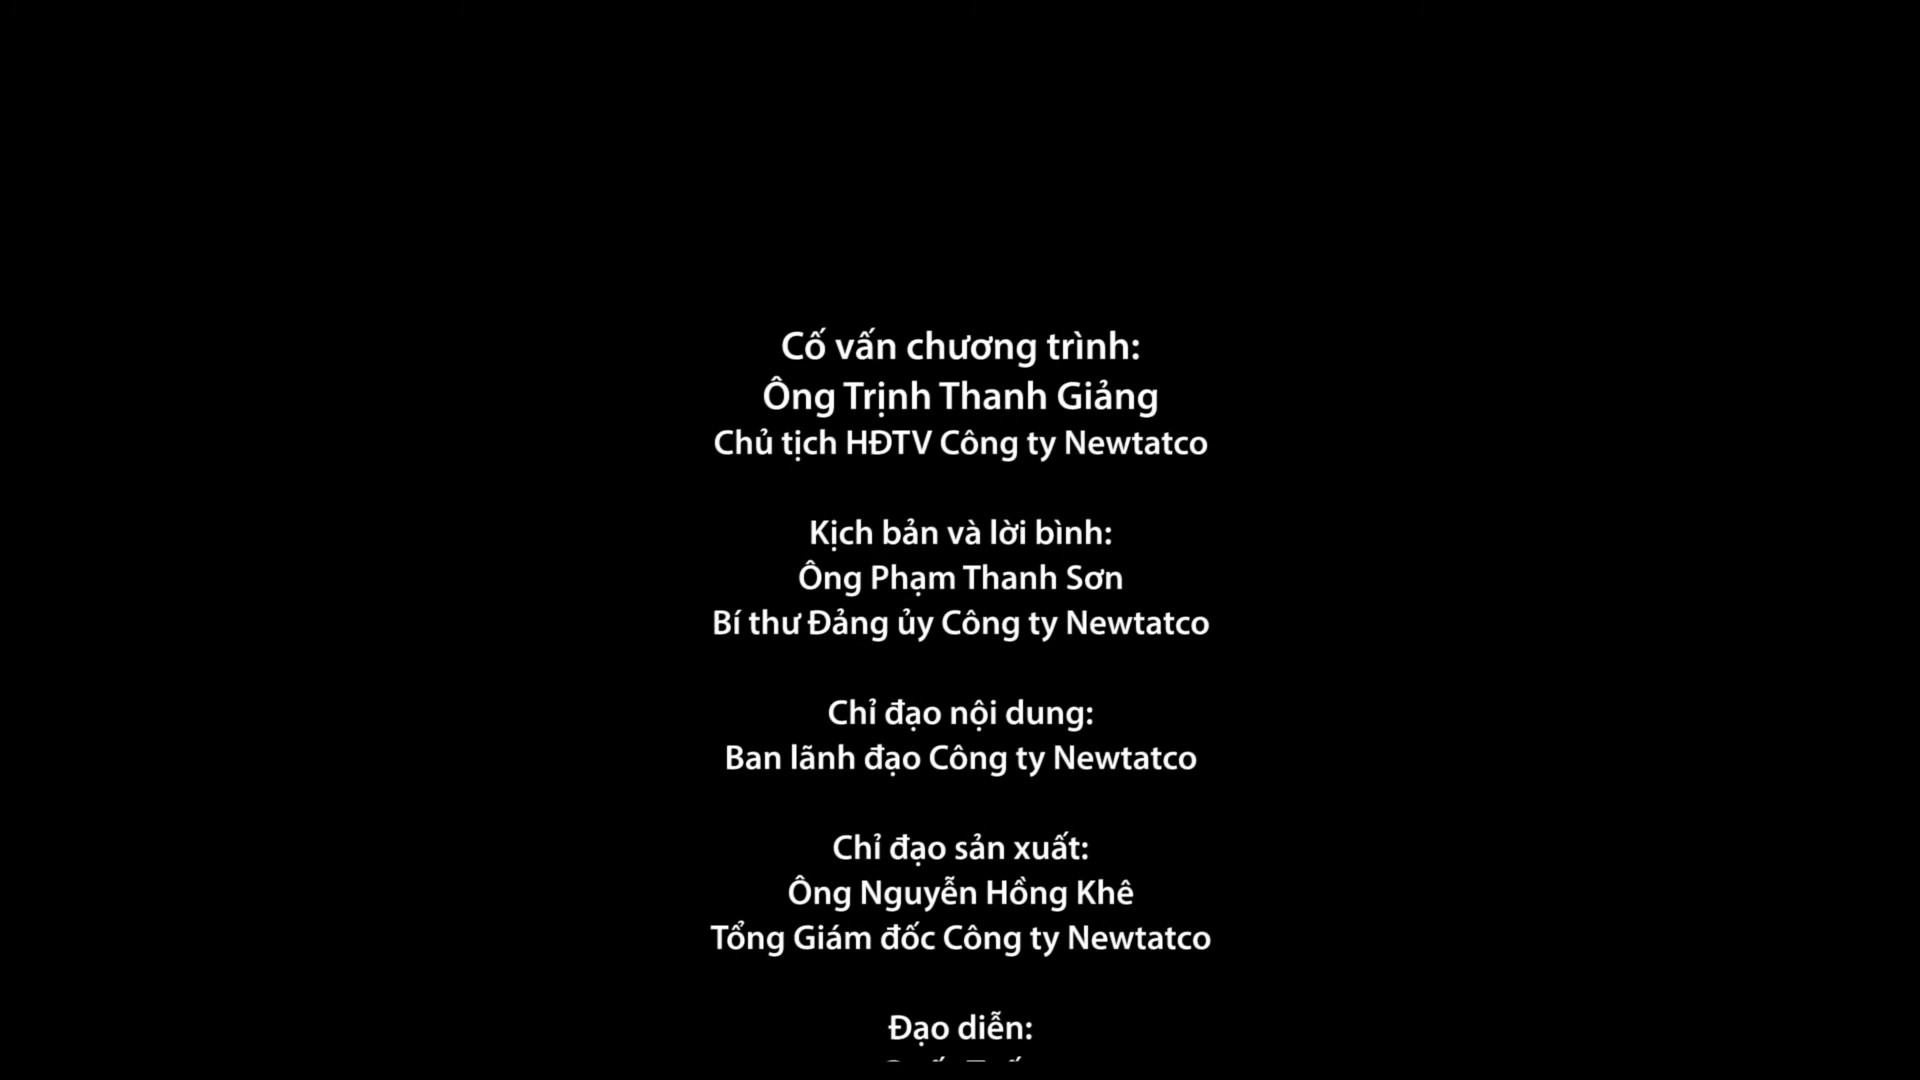 Cố vấn chương trình:
Ông Trịnh Thanh Giảng
Chủ tịch HĐTV Công ty Newtatco
Kịch bản và lời bình:
Ông Phạm Thanh Sơn
Bí thư Đảng ủy Công ty Newtatco
Chỉ đạo nội dung:
Ban lãnh đạo Công ty Newtatco
Chỉ đạo sản xuất:
Ông Nguyễn Hồng Khê
Tổng Giám đốc Công ty Newtatco
Đạo diễn: